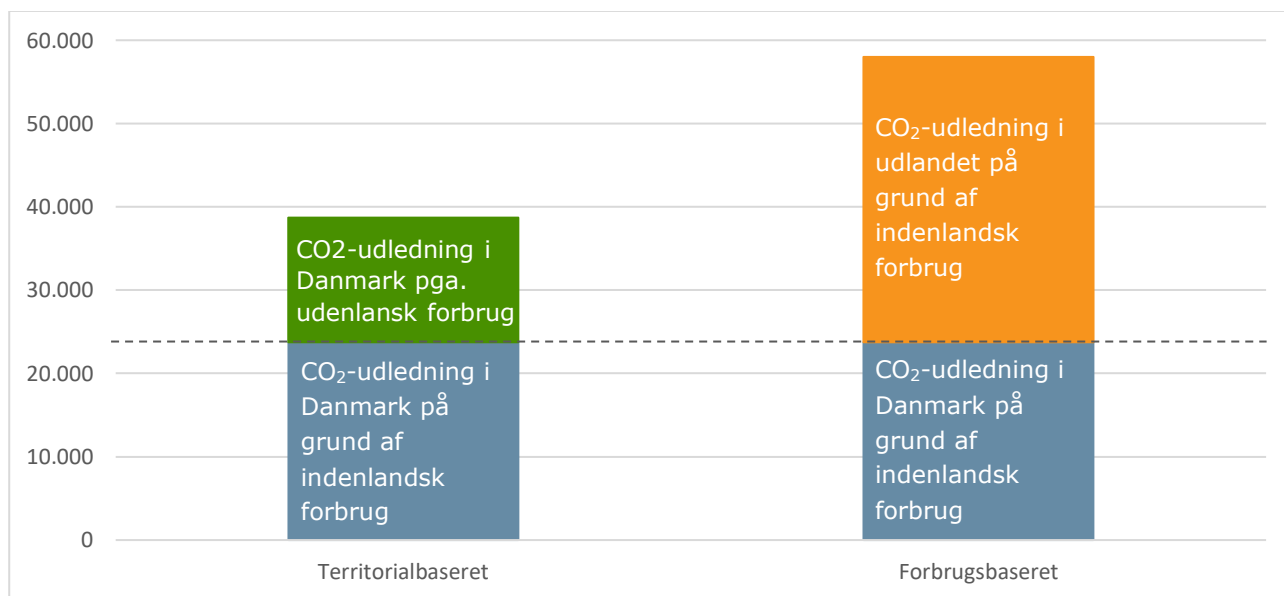 60.000
50.000
40.000
30.000
20.000
10.000
0
CO2-udledning i
Danmark pga.
udenlansk forbrug
CO₂-udledning i
Danmark på
grund af
indenlandsk
forbrug
CO₂-udledning i
udlandet på
grund af
indenlandsk
forbrug
CO₂-udledning i
Danmark på
grund af
indenlandsk
forbrug
Territorialbaseret
Forbrugsbaseret